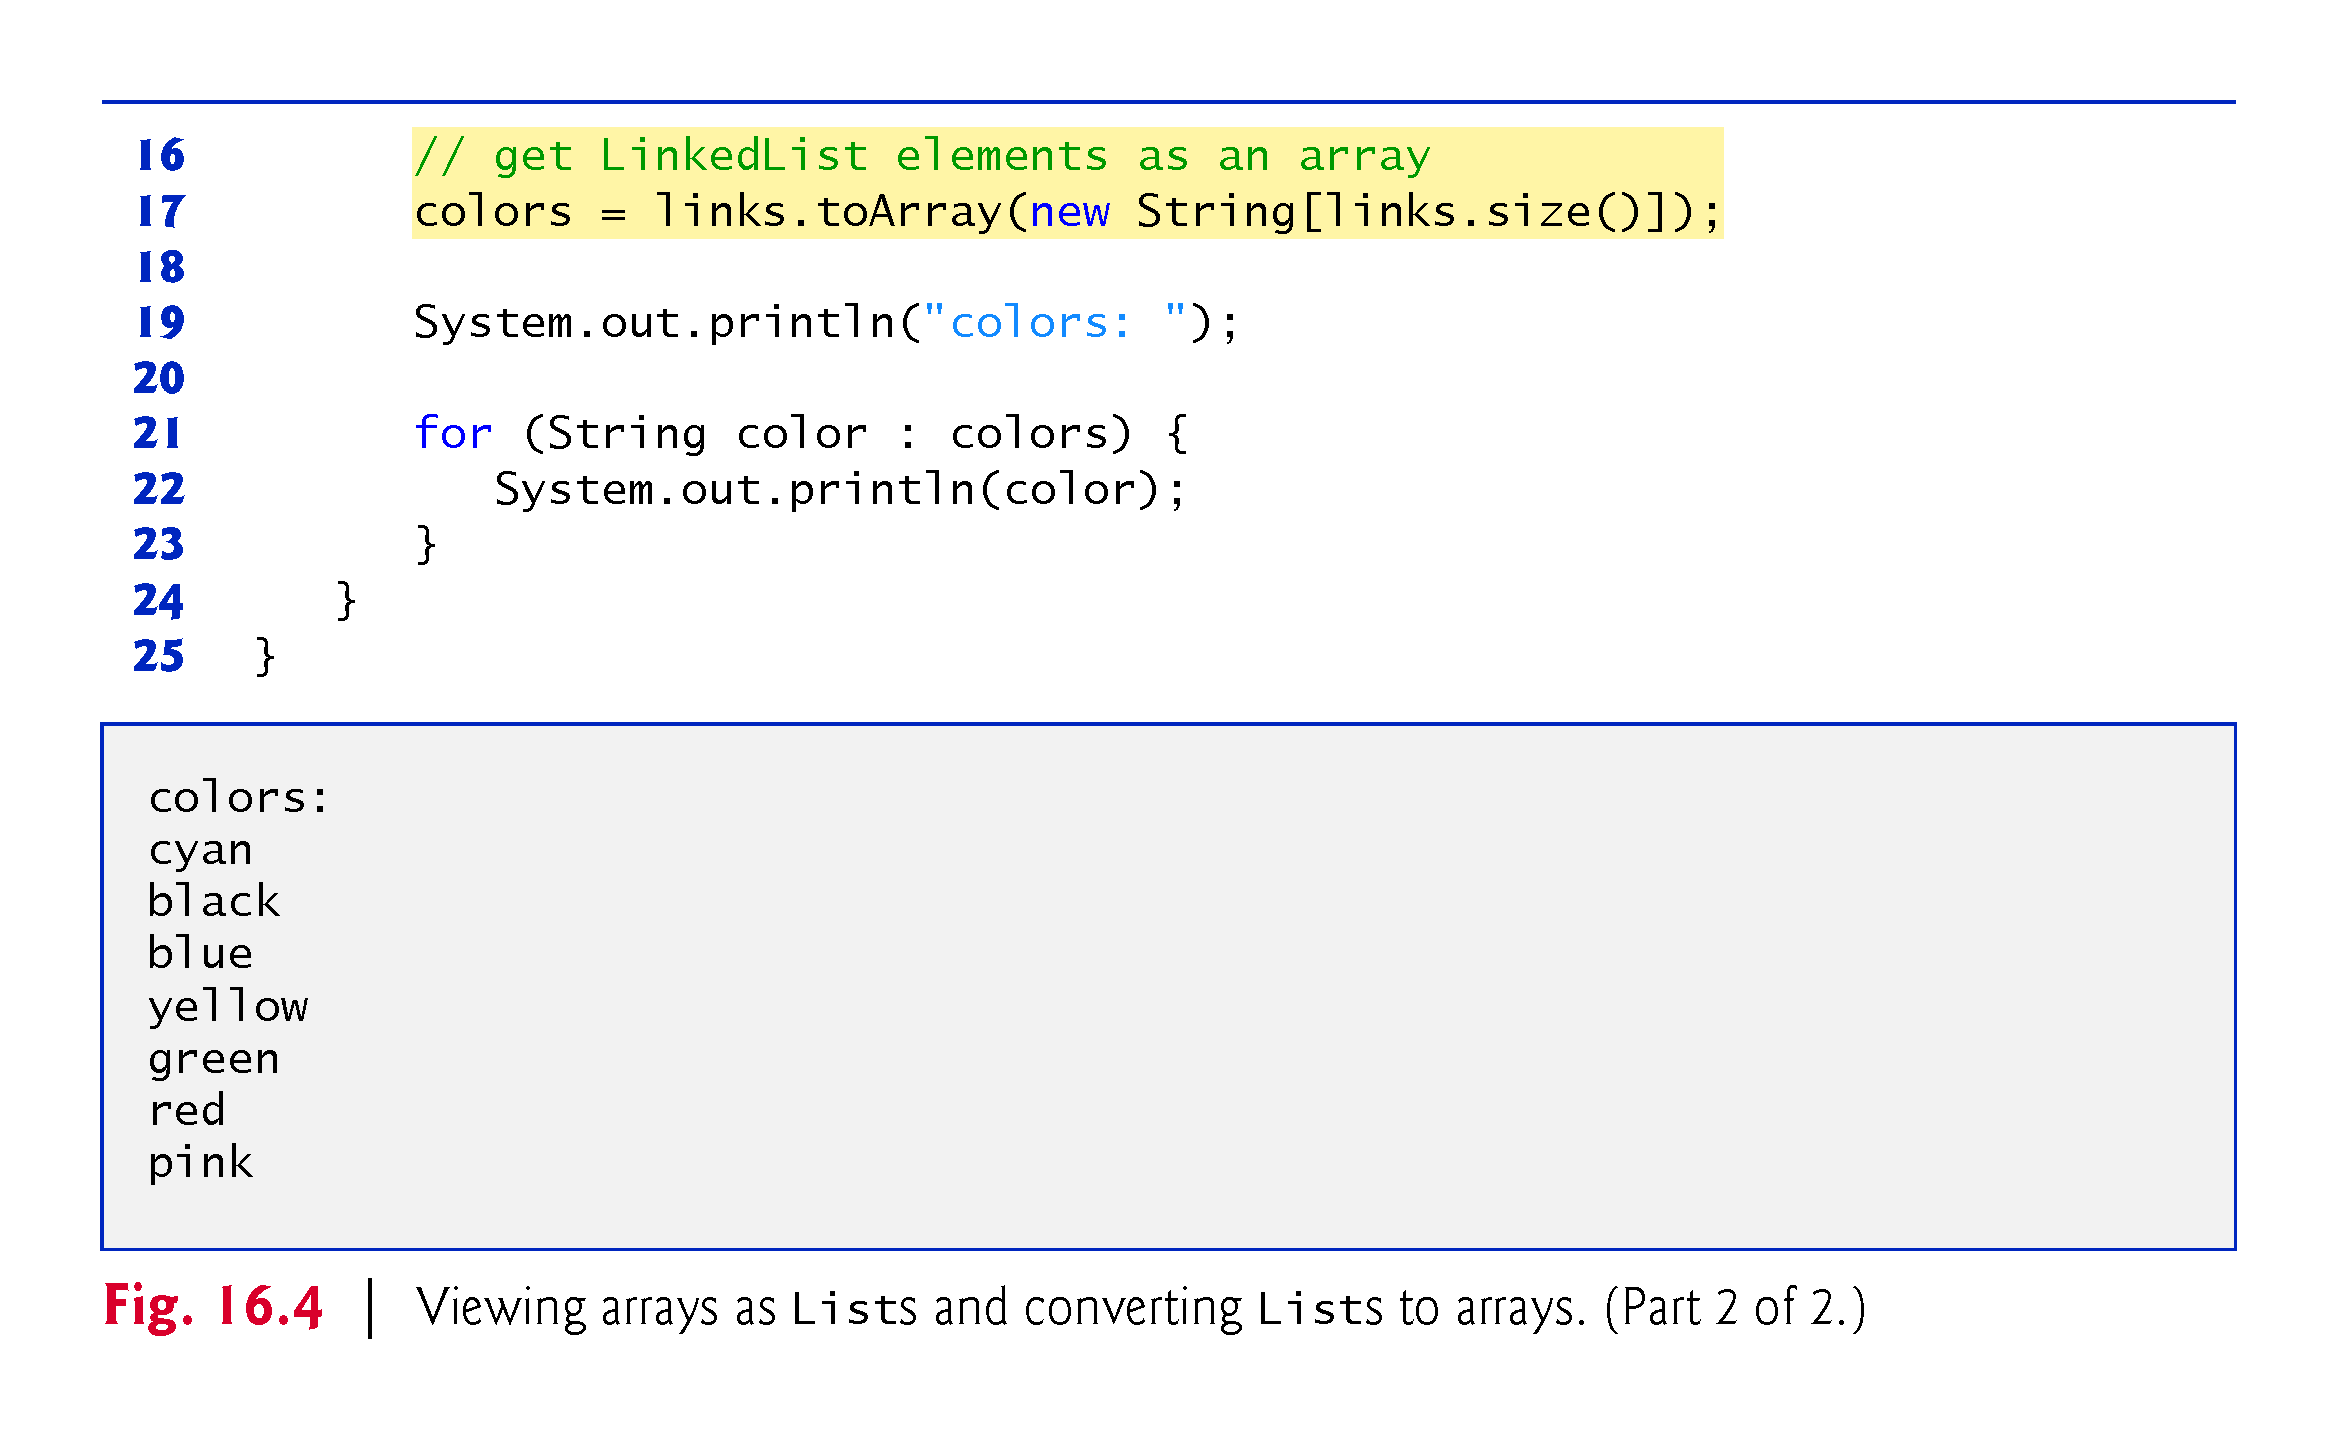 16 // get LinkedList elements as an array
17 colors = links.toArray(new String[links.size()]);
18
19 System.out.println("colors: ");
20
21 for (String color : colors) {
22 System.out.println(color);
23 }
24 }
25 }
colors:
cyan
black
blue
yellow
green
red
pink
Fig. 16.4 | Viewing arrays as Lists and converting Lists to arrays. (Part 2 of 2.)